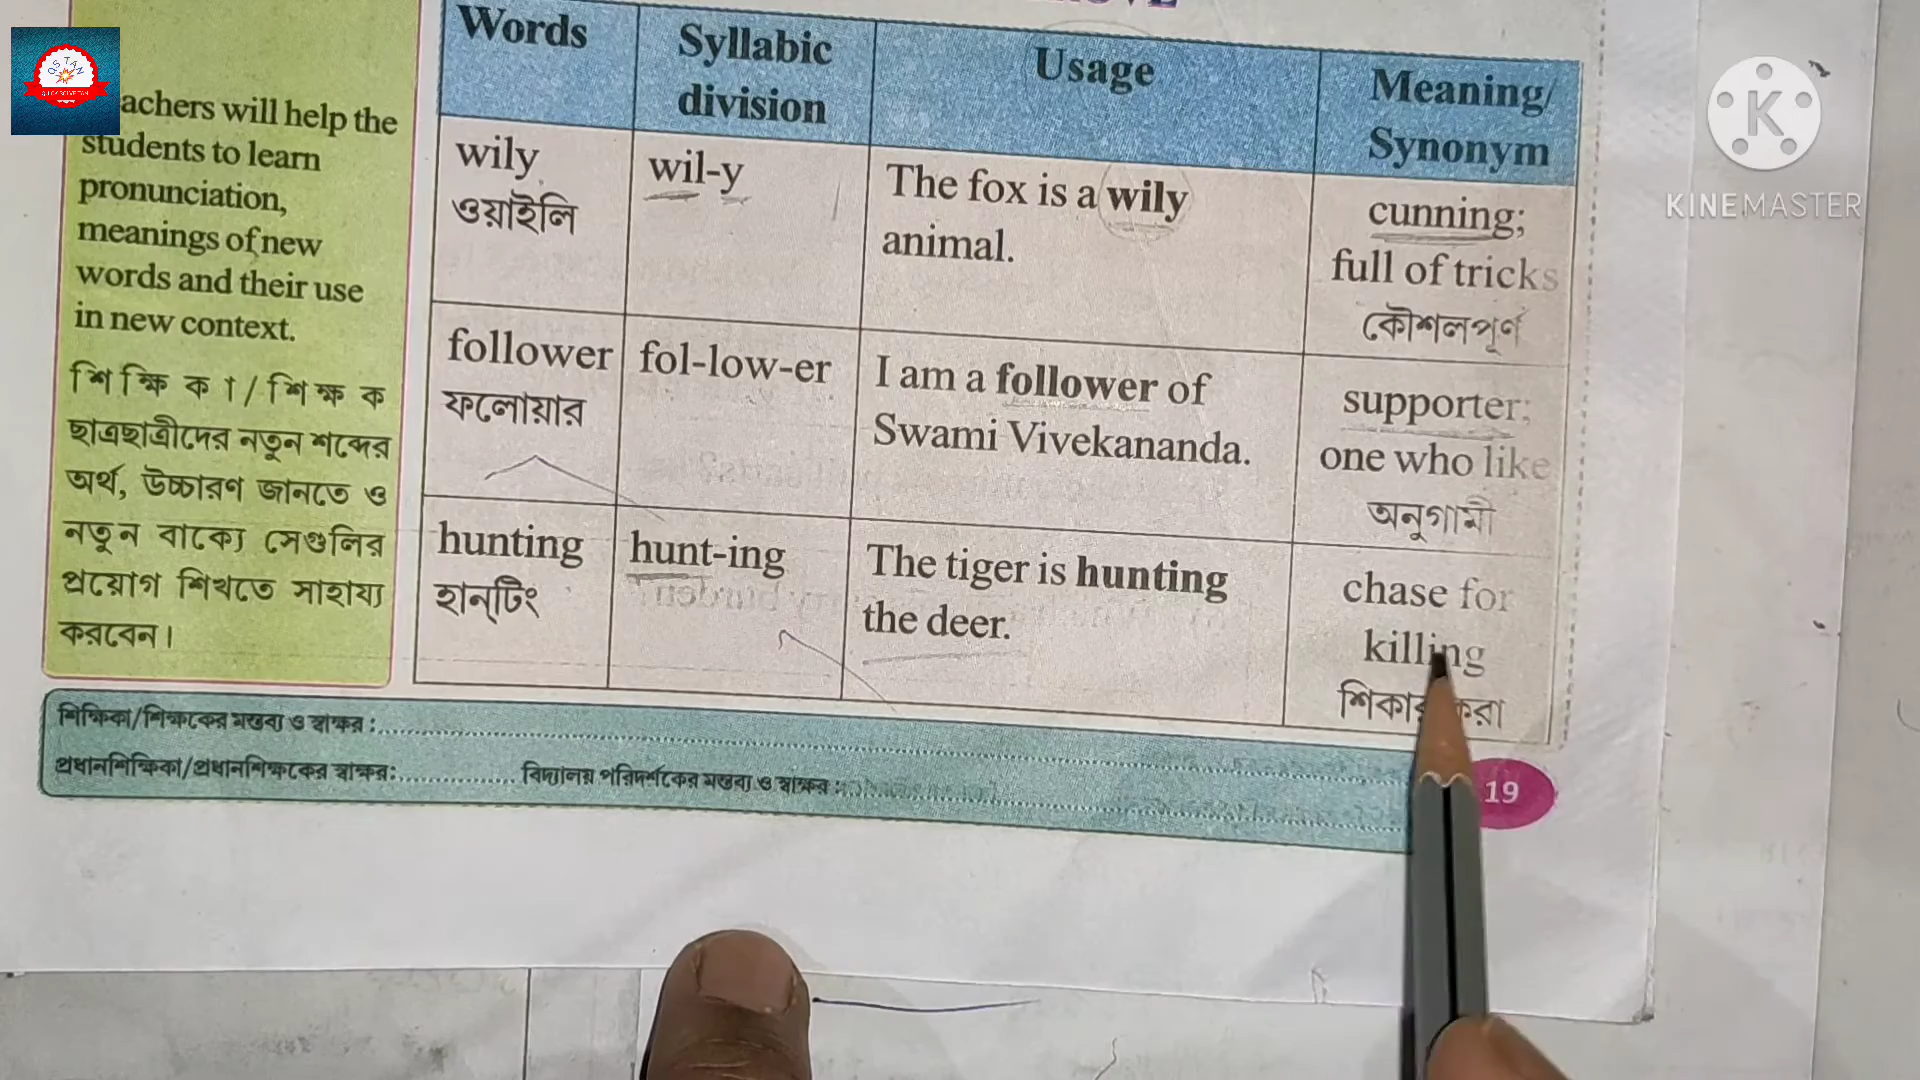 achers will help the
students to learn
pronunciation,
meanings of new
words and their use
in new context.
শিক্ষিকা/শিক্ষক
ছাত্রছাত্রীদের নতুন শব্দের
অর্থ, উচ্চারণ জানতে ও
নতুন বাক্যে সেগুলির
প্রয়োগ শিখতে সাহায্য
করবেন।
Words
Syllabic
division
Usage
Meaning/
Synonym
wily
ওয়াইলি
wil-y
The fox is a wily
animal.
cunning;
full of tricks
কৌশলপূর্ণ
follower
ফলোয়ার
fol-low-er
I am a follower of
Swami Vivekananda.
supporter;
one who like
অনুগামী
hunting
হান্‌টিং
hunt-ing
The tiger is hunting
the deer.
chase for
killing
শিকার করা
শিক্ষিকা/শিক্ষকের মন্তব্য ও স্বাক্ষর :
প্রধানশিক্ষিকা/প্রধানশিক্ষকের স্বাক্ষর: বিদ্যালয় পরিদর্শকের মন্তব্য ও স্বাক্ষর :
19
K
KINEMASTER